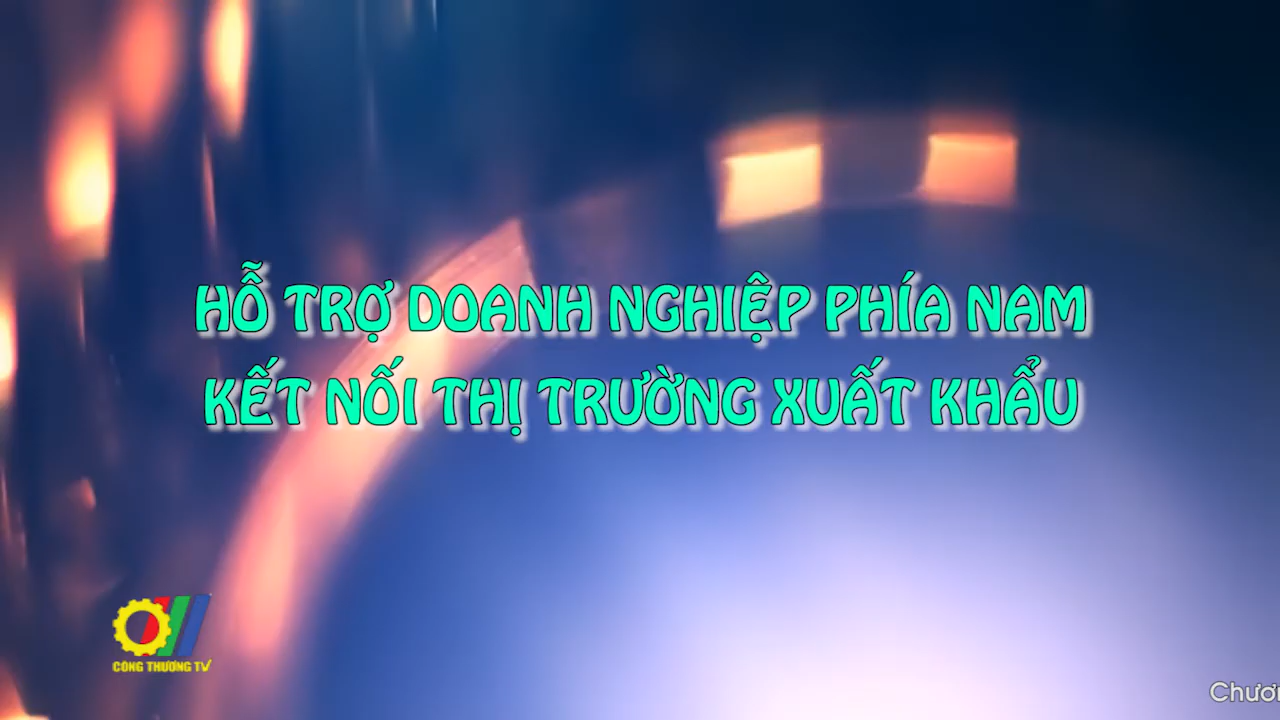 HỖ TRỢ DOANH NGHIỆP PHÍA NAM
KẾT NỐI THỊ TRƯỜNG XUẤT KHẨU
CÔNG THƯƠNG TV